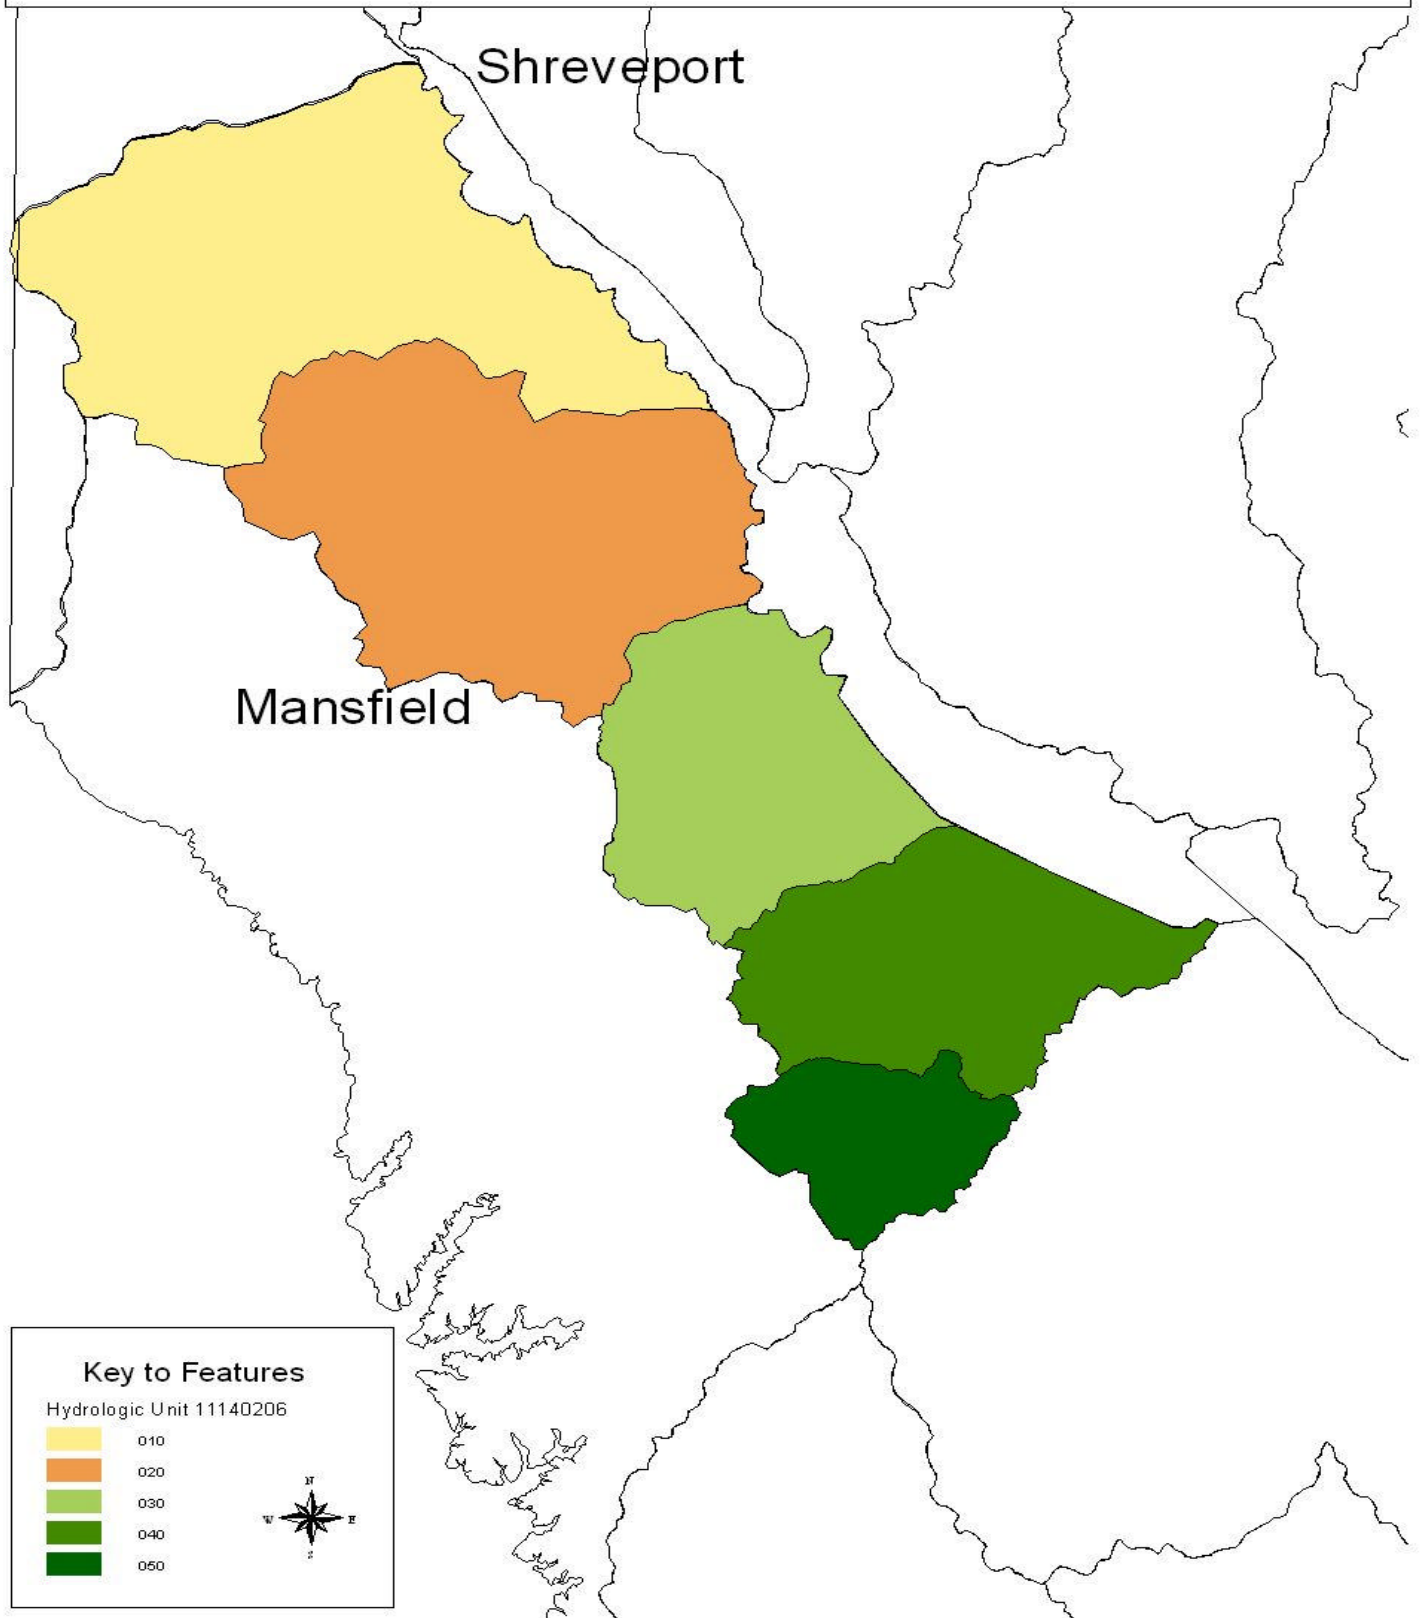 Shreveport
Mansfield
Key to Features
Hydrologic Unit 11140206
010
020
N
030
W E
040
S
050